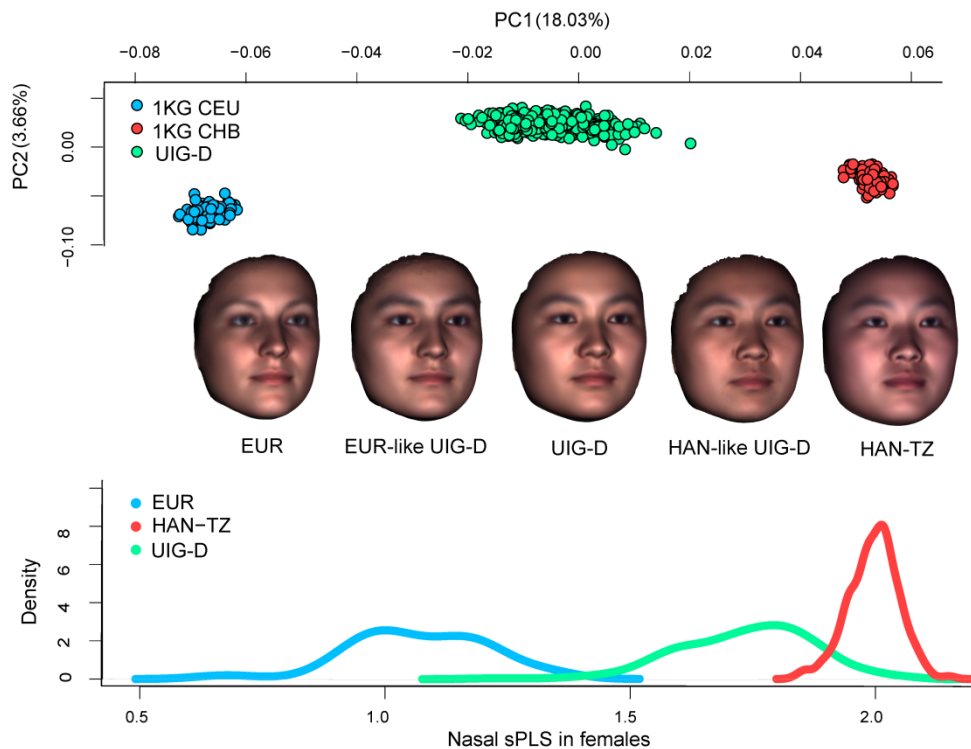 PC1(18.03%)
−0.08 −0.06 −0.04 −0.02 0.00 0.02 0.04 0.06
PC2(3.66%)
0.00
−0.10
1KG CEU
1KG CHB
UIG-D
EUR EUR-like UIG-D UIG-D HAN-like UIG-D HAN-TZ
EUR
HAN−TZ
UIG-D
Density
8
6
4
2
0
0.5 1.0 1.5 2.0
Nasal sPLS in females